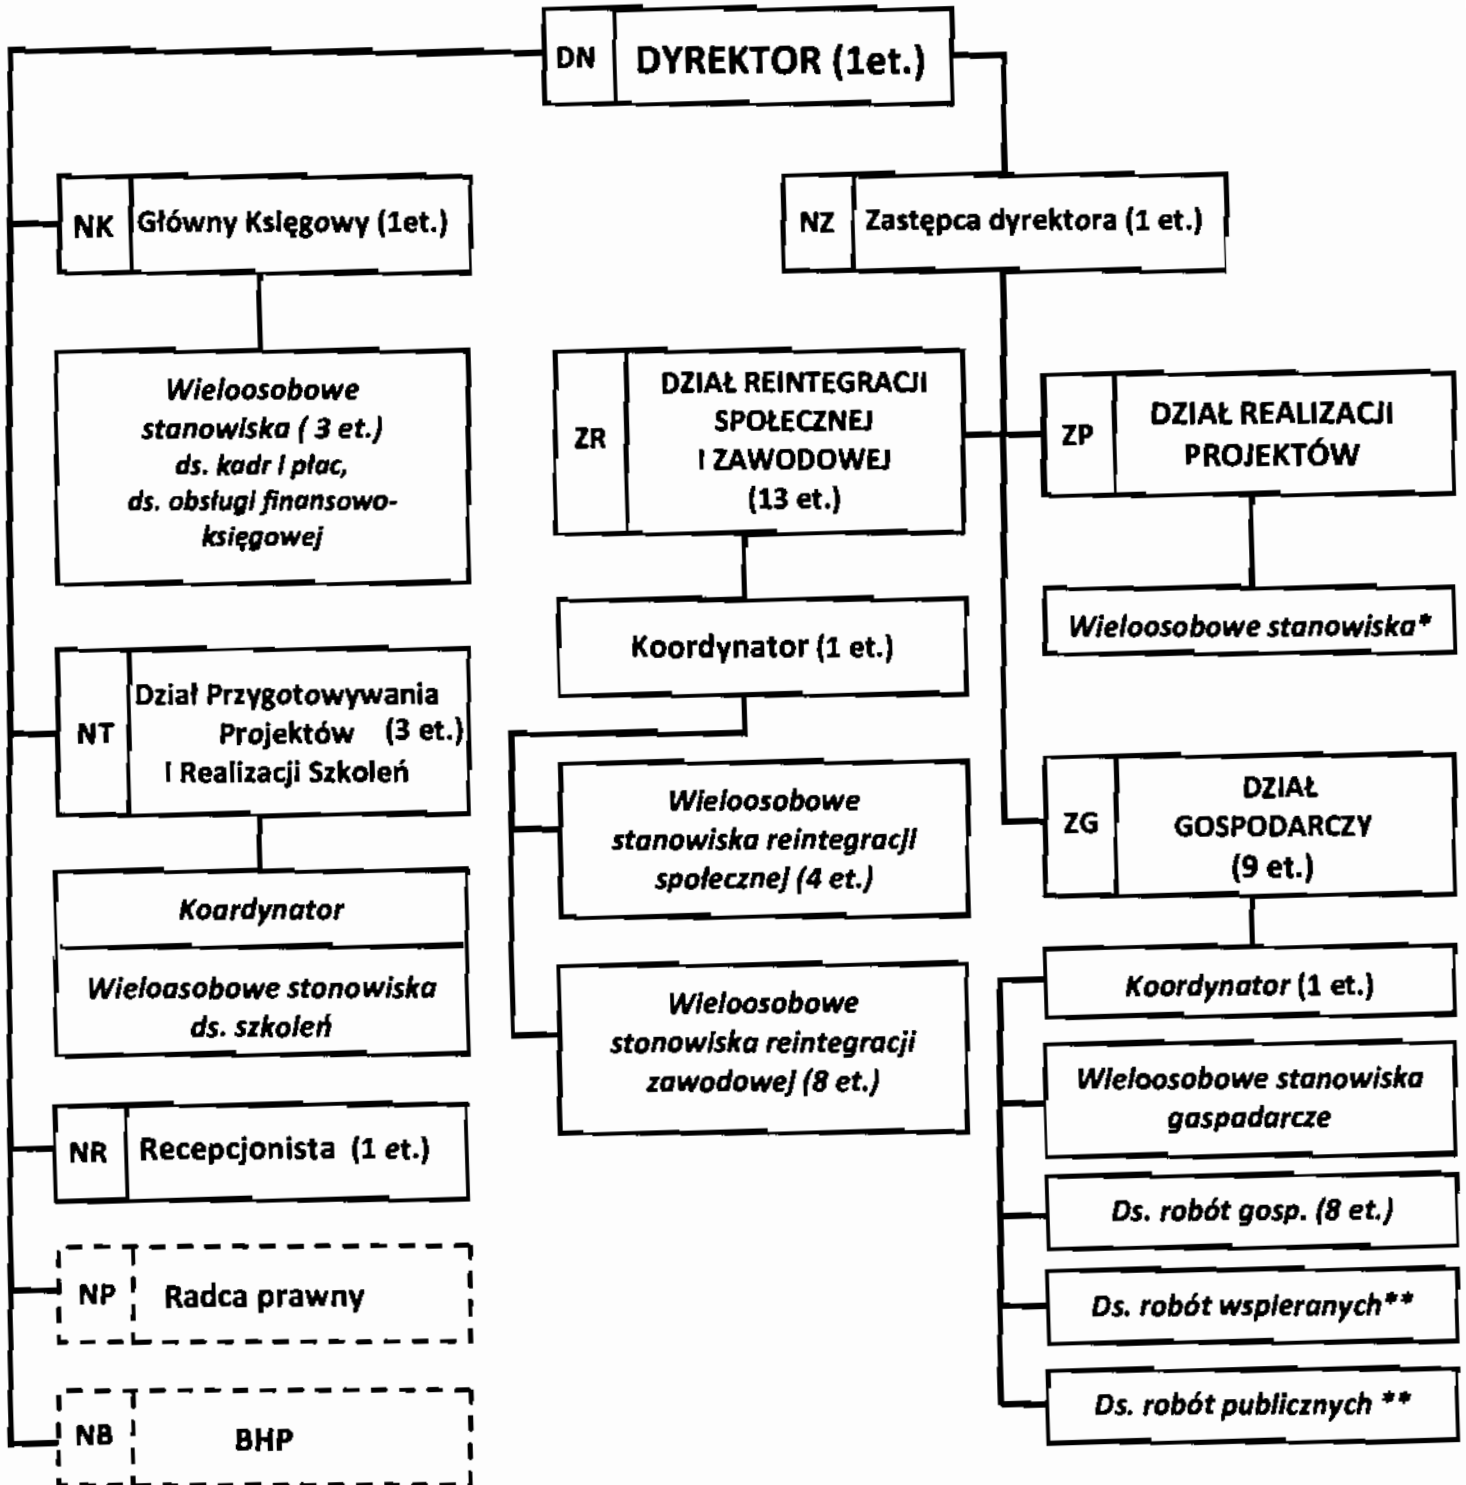 DN
DYREKTOR (1et.)
NK
Główny Księgowy (1et.)
NZ
Zastępca dyrektora (1 et.)
Wieloosobowe
stanowiska ( 3 et.)
ds. kadr i płac,
ds. obsługi finansowo-
księgowej
ZR
DZIAŁ REINTEGRACJI
SPOŁECZNEJ
I ZAWODOWEJ
(13 et.)
ZP
DZIAŁ REALIZACJI
PROJEKTÓW
Koordynator (1 et.)
Wieloosobowe stanowiska*
NT
Dział Przygotowywania
Projektów (3 et.)
I Realizacji Szkoleń
Koardynator
Wieloasobowe stonowiska
ds. szkoleń
Wieloosobowe
stanowiska reintegracji
społecznej (4 et.)
Wieloosobowe
stonowiska reintegracji
zawodowej (8 et.)
ZG
DZIAŁ
GOSPODARCZY
(9 et.)
Koordynator (1 et.)
Wieloosobowe stanowiska
gaspadarcze
Ds. robót gosp. (8 et.)
Ds. robót wspieranych**
Ds. robót publicznych **
NR
Recepcjonista (1 et.)
NP
Radca prawny
NB
BHP